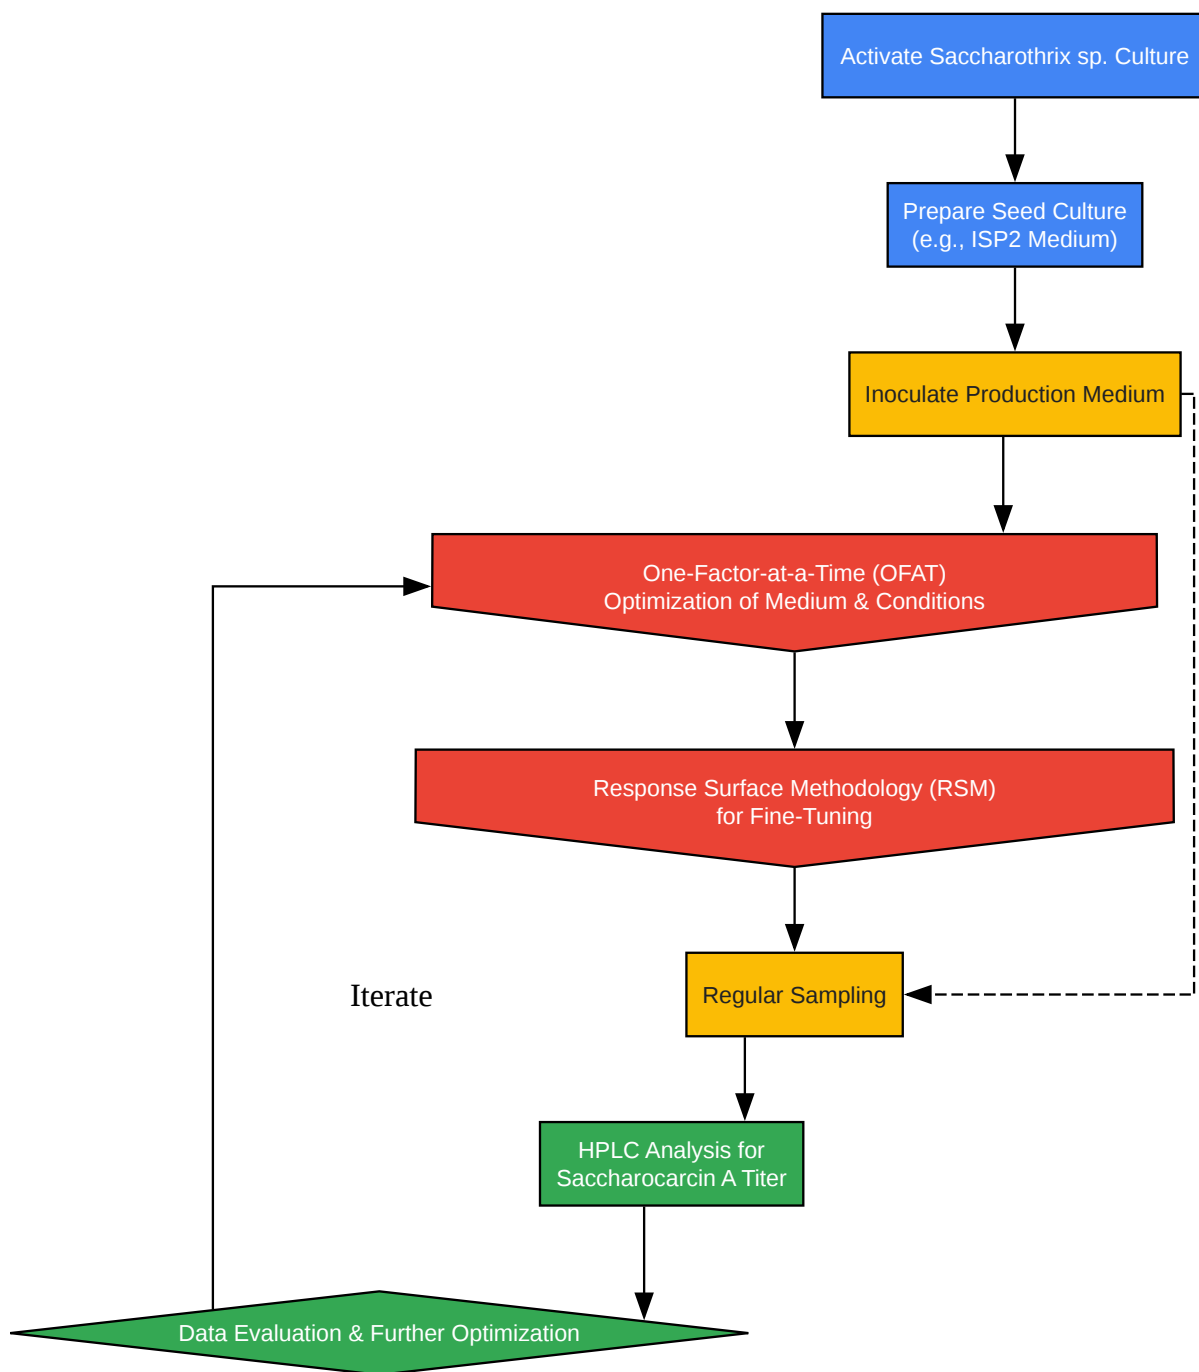 Activate Saccharothrix sp. Culture
Prepare Seed Culture
(e.g., ISP2 Medium)
Inoculate Production Medium
One-Factor-at-a-Time (OFAT)
Optimization of Medium & Conditions
Response Surface Methodology (RSM)
for Fine-Tuning
Iterate
Regular Sampling
HPLC Analysis for
Saccharocarcin A Titer
Data Evaluation & Further Optimization